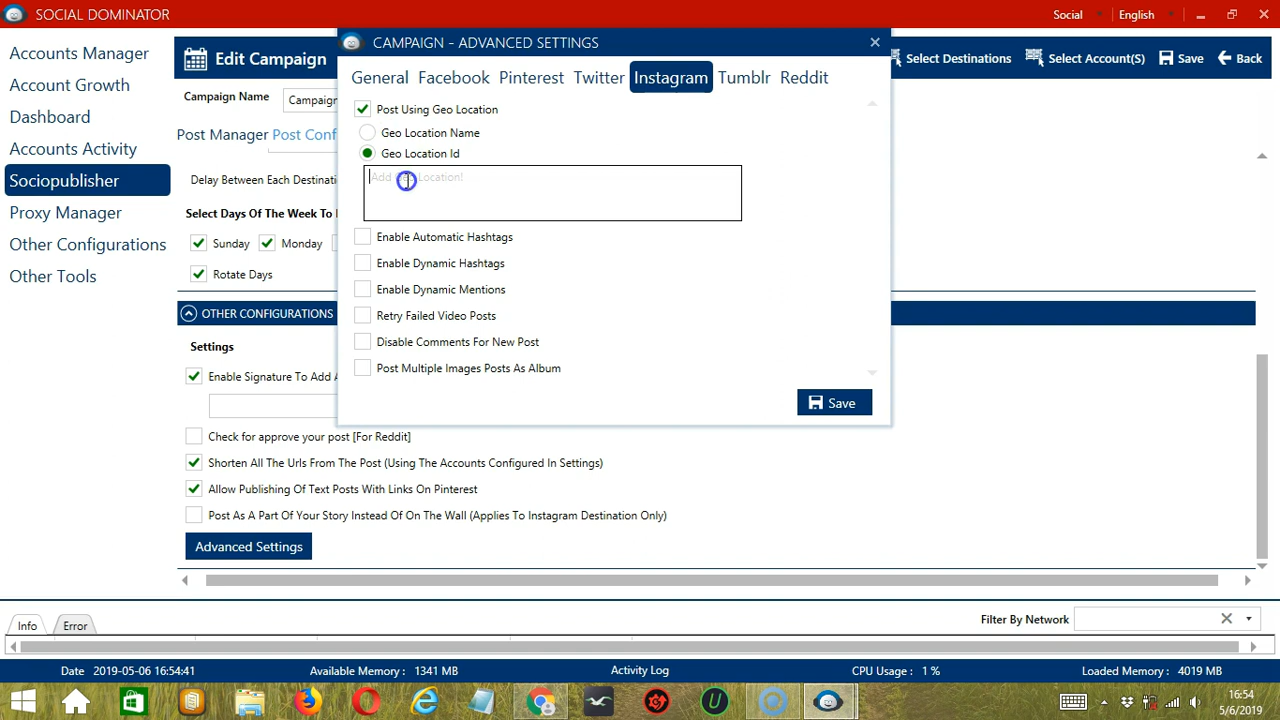 SOCIAL DOMINATOR
Social
English
Accounts Manager
Account Growth
Dashboard
Accounts Activity
Sociopublisher
Proxy Manager
Other Configurations
Other Tools
Edit Campaign
Select Destinations
Select Account(s)
Save
Back
Campaign Name
Campaign
Post Manager
Post Conf
Delay Between Each Destinati
Select Days Of The Week To
Sunday
Monday
Rotate Days
OTHER CONFIGURATIONS
Settings
Enable Signature To Add
Check for approve your post [For Reddit]
Shorten All The Urls From The Post (Using The Accounts Configured In Settings)
Allow Publishing Of Text Posts With Links On Pinterest
Post As A Part Of Your Story Instead Of On The Wall (Applies To Instagram Destination Only)
Advanced Settings
CAMPAIGN - ADVANCED SETTINGS
General
Facebook
Pinterest
Twitter
Instagram
Tumblr
Reddit
Post Using Geo Location
Geo Location Name
Geo Location Id
Add Geo Location!
Enable Automatic Hashtags
Enable Dynamic Hashtags
Enable Dynamic Mentions
Retry Failed Video Posts
Disable Comments For New Post
Post Multiple Images Posts As Album
Save
Info
Error
Filter By Network
Date 2019-05-06 16:54:41
Available Memory : 1341 MB
Activity Log
CPU Usage : 1 %
Loaded Memory : 4019 MB
16:54
5/6/2019